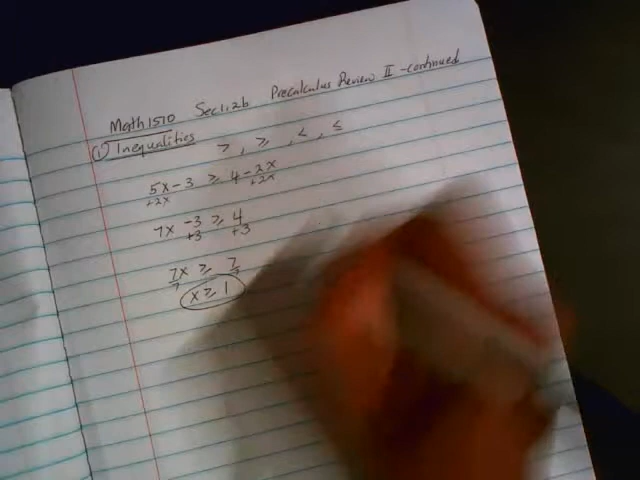 Math 1510 Sec 1.2b Precalculus Review II - continued
① Inequalities >, ≥, <, ≤
5x - 3 ≥ 4 - 2x
+2x +2x
7x - 3 ≥ 4
+3 +3
7x ≥ 7
7 7
x ≥ 1